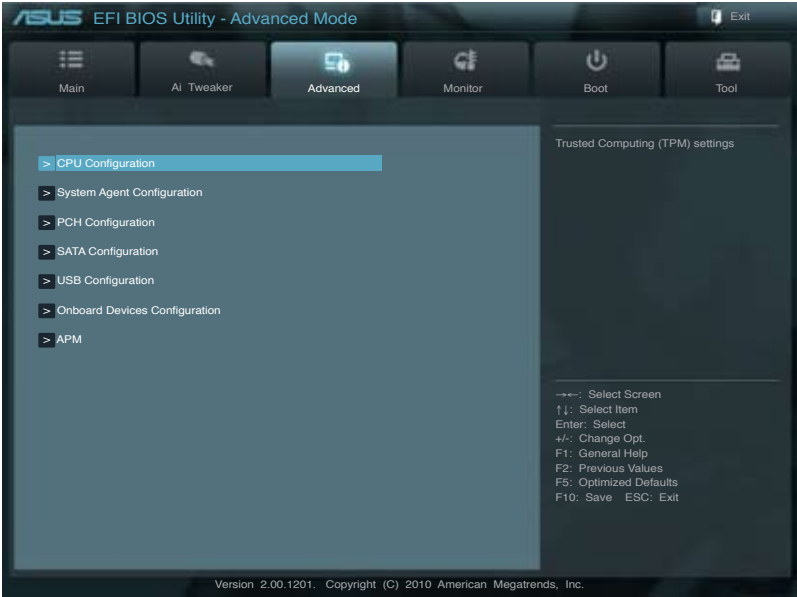 ASUS EFI BIOS Utility - Advanced Mode
Exit
Main
Ai Tweaker
Advanced
Monitor
Boot
Tool
> CPU Configuration
> System Agent Configuration
> PCH Configuration
> SATA Configuration
> USB Configuration
> Onboard Devices Configuration
> APM
Trusted Computing (TPM) settings
→←: Select Screen
↑↓: Select Item
Enter: Select
+/-: Change Opt.
F1: General Help
F2: Previous Values
F5: Optimized Defaults
F10: Save ESC: Exit
Version 2.00.1201. Copyright (C) 2010 American Megatrends, Inc.